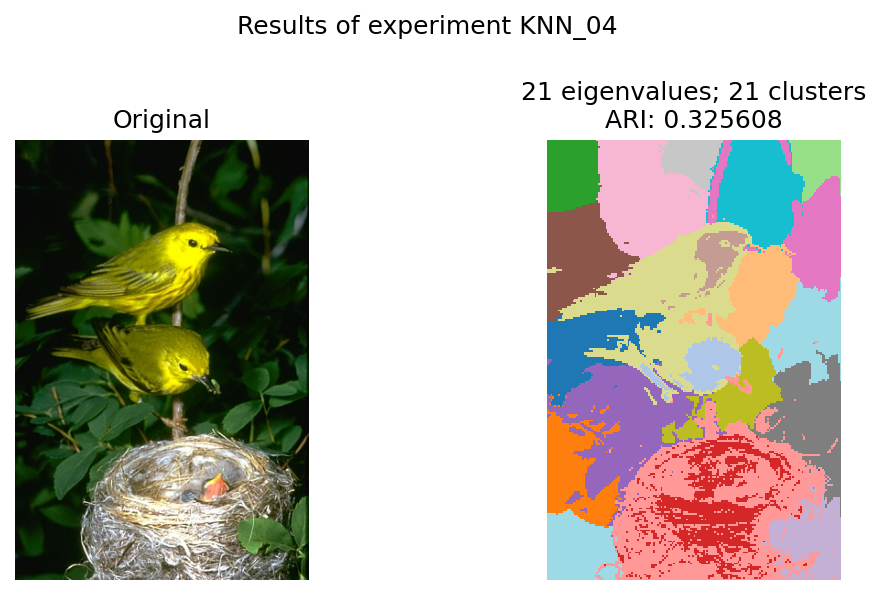 Results of experiment KNN_04
Original
21 eigenvalues; 21 clusters
ARI: 0.325608